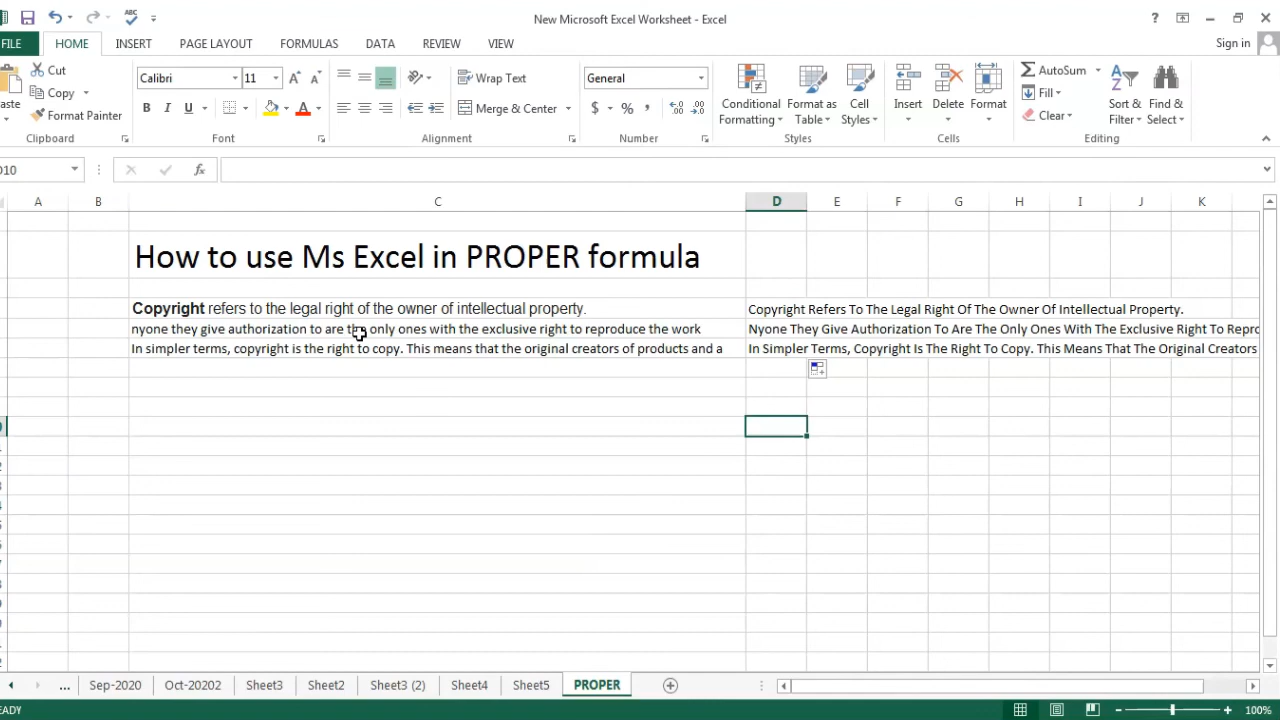 New Microsoft Excel Worksheet - Excel
FILE HOME INSERT PAGE LAYOUT FORMULAS DATA REVIEW VIEW
Sign in
Cut
Copy
Format Painter
Clipboard
Calibri 11
B I U
Font
Wrap Text
Merge & Center
Alignment
General
$ % ,
Number
Conditional Formatting
Format as Table
Cell Styles
Styles
Insert
Delete
Format
Cells
AutoSum
Fill
Clear
Sort & Filter
Find & Select
Editing
fx
A B C D E F G H I J K
How to use Ms Excel in PROPER formula
Copyright refers to the legal right of the owner of intellectual property.
Copyright Refers To The Legal Right Of The Owner Of Intellectual Property.
nyone they give authorization to are the only ones with the exclusive right to reproduce the work
Nyone They Give Authorization To Are The Only Ones With The Exclusive Right To Repro
In simpler terms, copyright is the right to copy. This means that the original creators of products and a
In Simpler Terms, Copyright Is The Right To Copy. This Means That The Original Creators
... Sep-2020 Oct-20202 Sheet3 Sheet2 Sheet3 (2) Sheet4 Sheet5 PROPER
100%